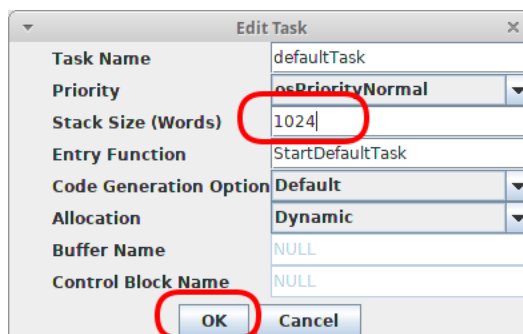 Edit Task
Task Name defaultTask
Priority osPriorityNormal
Stack Size (Words) 1024
Entry Function StartDefaultTask
Code Generation Option Default
Allocation Dynamic
Buffer Name NULL
Control Block Name NULL
OK Cancel